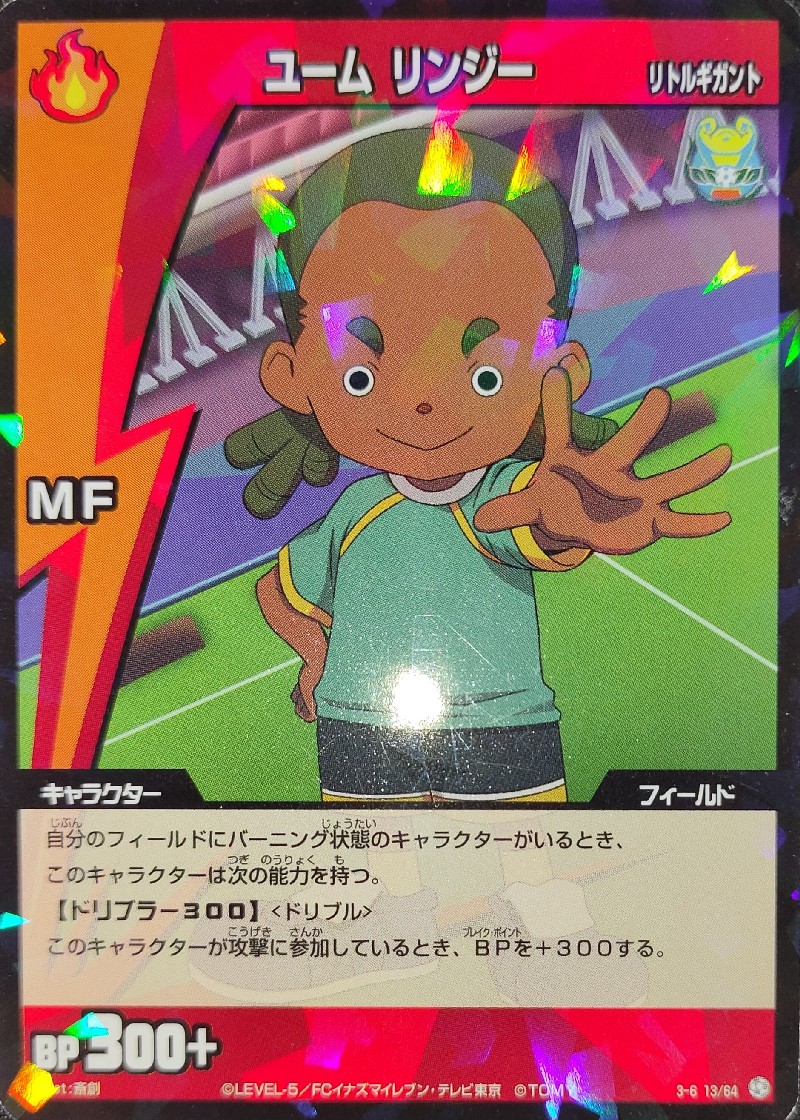 ユーム リンジー
リトルギガント
MF
キャラクター
フィールド
自分のフィールドにバーニング状態のキャラクターがいるとき、
じぶん じょうたい
このキャラクターは次の能力を持つ。
つぎ のうりょく も
【ドリブラー300】<ドリブル>
このキャラクターが攻撃に参加しているとき、BPを+300する。
こうげき さんか ブレイク・ポイント
BP300+
斎創
©LEVEL-5/FCイナズマイレブン・テレビ東京 ©TOMY
3-6 13/64